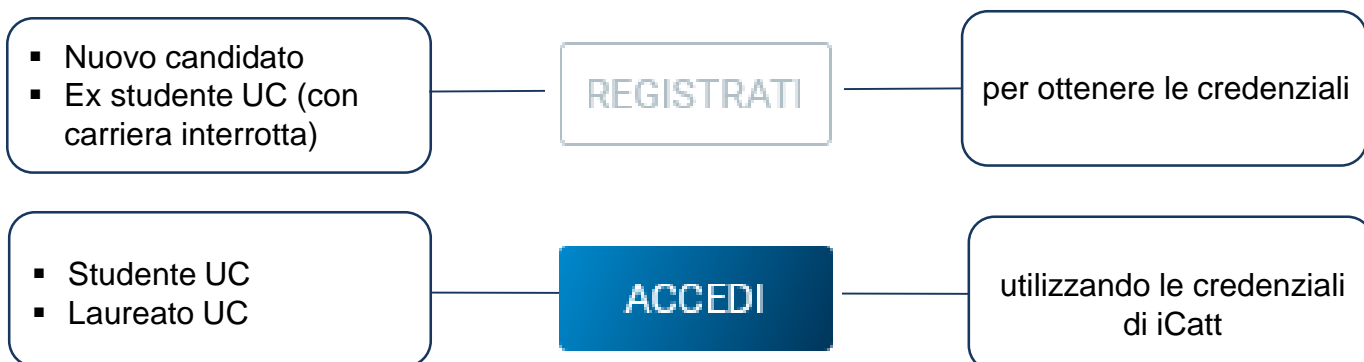 ▪ Nuovo candidato
▪ Ex studente UC (con
carriera interrotta)
REGISTRATI
per ottenere le credenziali
▪ Studente UC
▪ Laureato UC
ACCEDI
utilizzando le credenziali
di iCatt